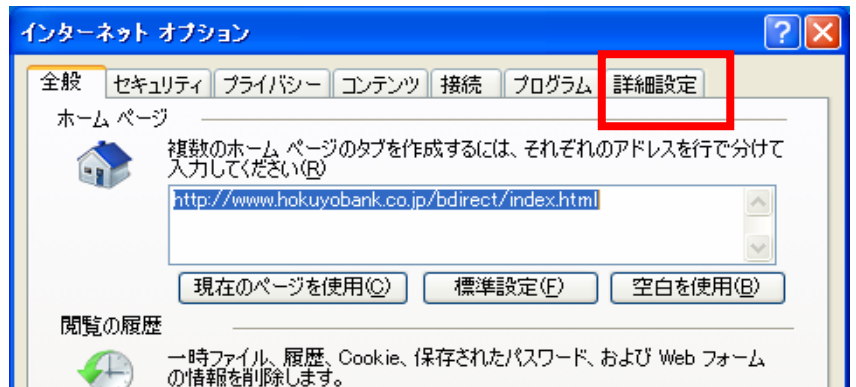 インターネット オプション
全般 セキュリティ プライバシー コンテンツ 接続 プログラム 詳細設定
ホーム ページ
複数のホーム ページのタブを作成するには、それぞれのアドレスを行で分けて
入力してください(R)
http://www.hokuyobank.co.jp/bdirect/index.html
現在のページを使用(C) 標準設定(F) 空白を使用(B)
閲覧の履歴
一時ファイル、履歴、Cookie、保存されたパスワード、および Web フォーム
の情報を削除します。